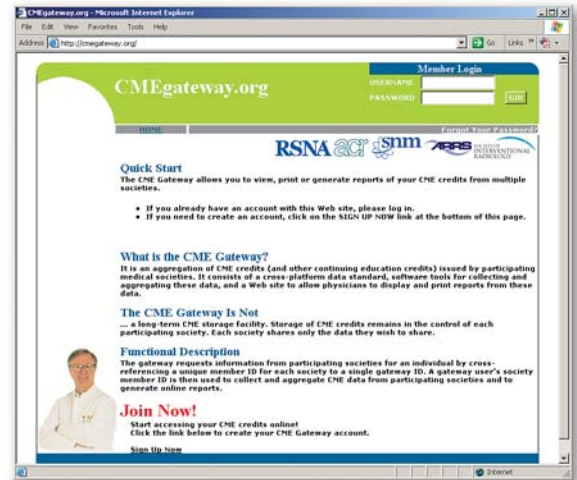 CMEgateway.org - Microsoft Internet Explorer
File Edit View Favorites Tools Help
Address http://cmegateway.org/ Go Links »
Member Login
CMEgateway.org
USERNAME
PASSWORD GO!
HOME Forgot Your Password?
RSNA acr snm ARRS SOCIETY OF
INTERVENTIONAL
RADIOLOGY
Quick Start
The CME Gateway allows you to view, print or generate reports of your CME credits from multiple
societies.
• If you already have an account with this Web site, please log in.
• If you need to create an account, click on the SIGN UP NOW link at the bottom of this page.
What is the CME Gateway?
It is an aggregation of CME credits (and other continuing education credits) issued by participating
medical societies. It consists of a cross-platform data standard, software tools for collecting and
aggregating these data, and a Web site to allow physicians to display and print reports from these
data.
The CME Gateway Is Not
... a long-term CME storage facility. Storage of CME credits remains in the control of each
participating society. Each society shares only the data they wish to share.
Functional Description
The gateway requests information from participating societies for an individual by cross-
referencing a unique member ID for each society to a single gateway ID. A gateway user's society
member ID is then used to collect and aggregate CME data from participating societies and to
generate online reports.
Join Now!
Start accessing your CME credits online!
Click the link below to create your CME Gateway account.
Sign Up Now
Internet